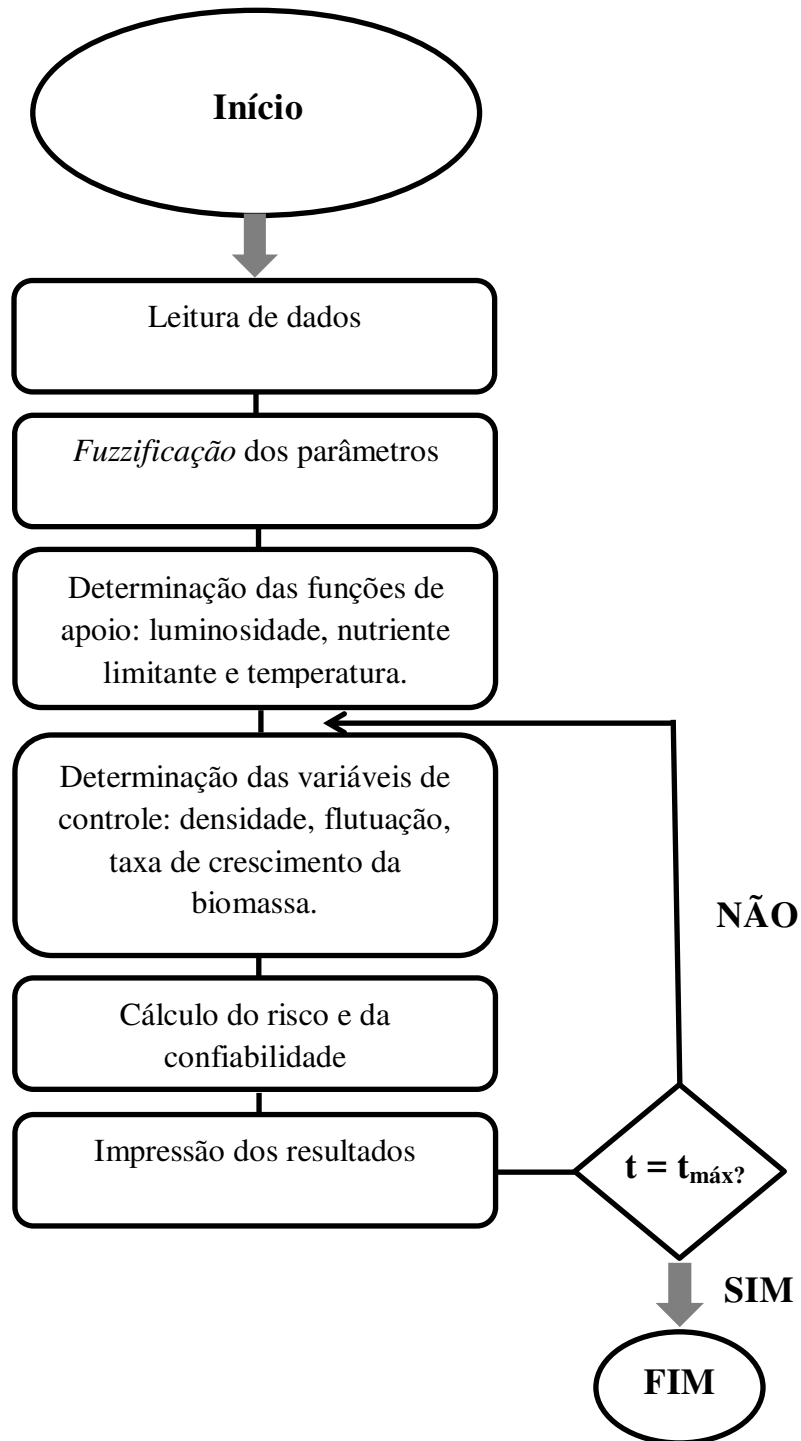 Início
Leitura de dados
Fuzzificação dos parâmetros
Determinação das funções de
apoio: luminosidade, nutriente
limitante e temperatura.
Determinação das variáveis de
controle: densidade, flutuação,
taxa de crescimento da
biomassa.
NÃO
Cálculo do risco e da
confiabilidade
Impressão dos resultados
t = tmáx?
SIM
FIM